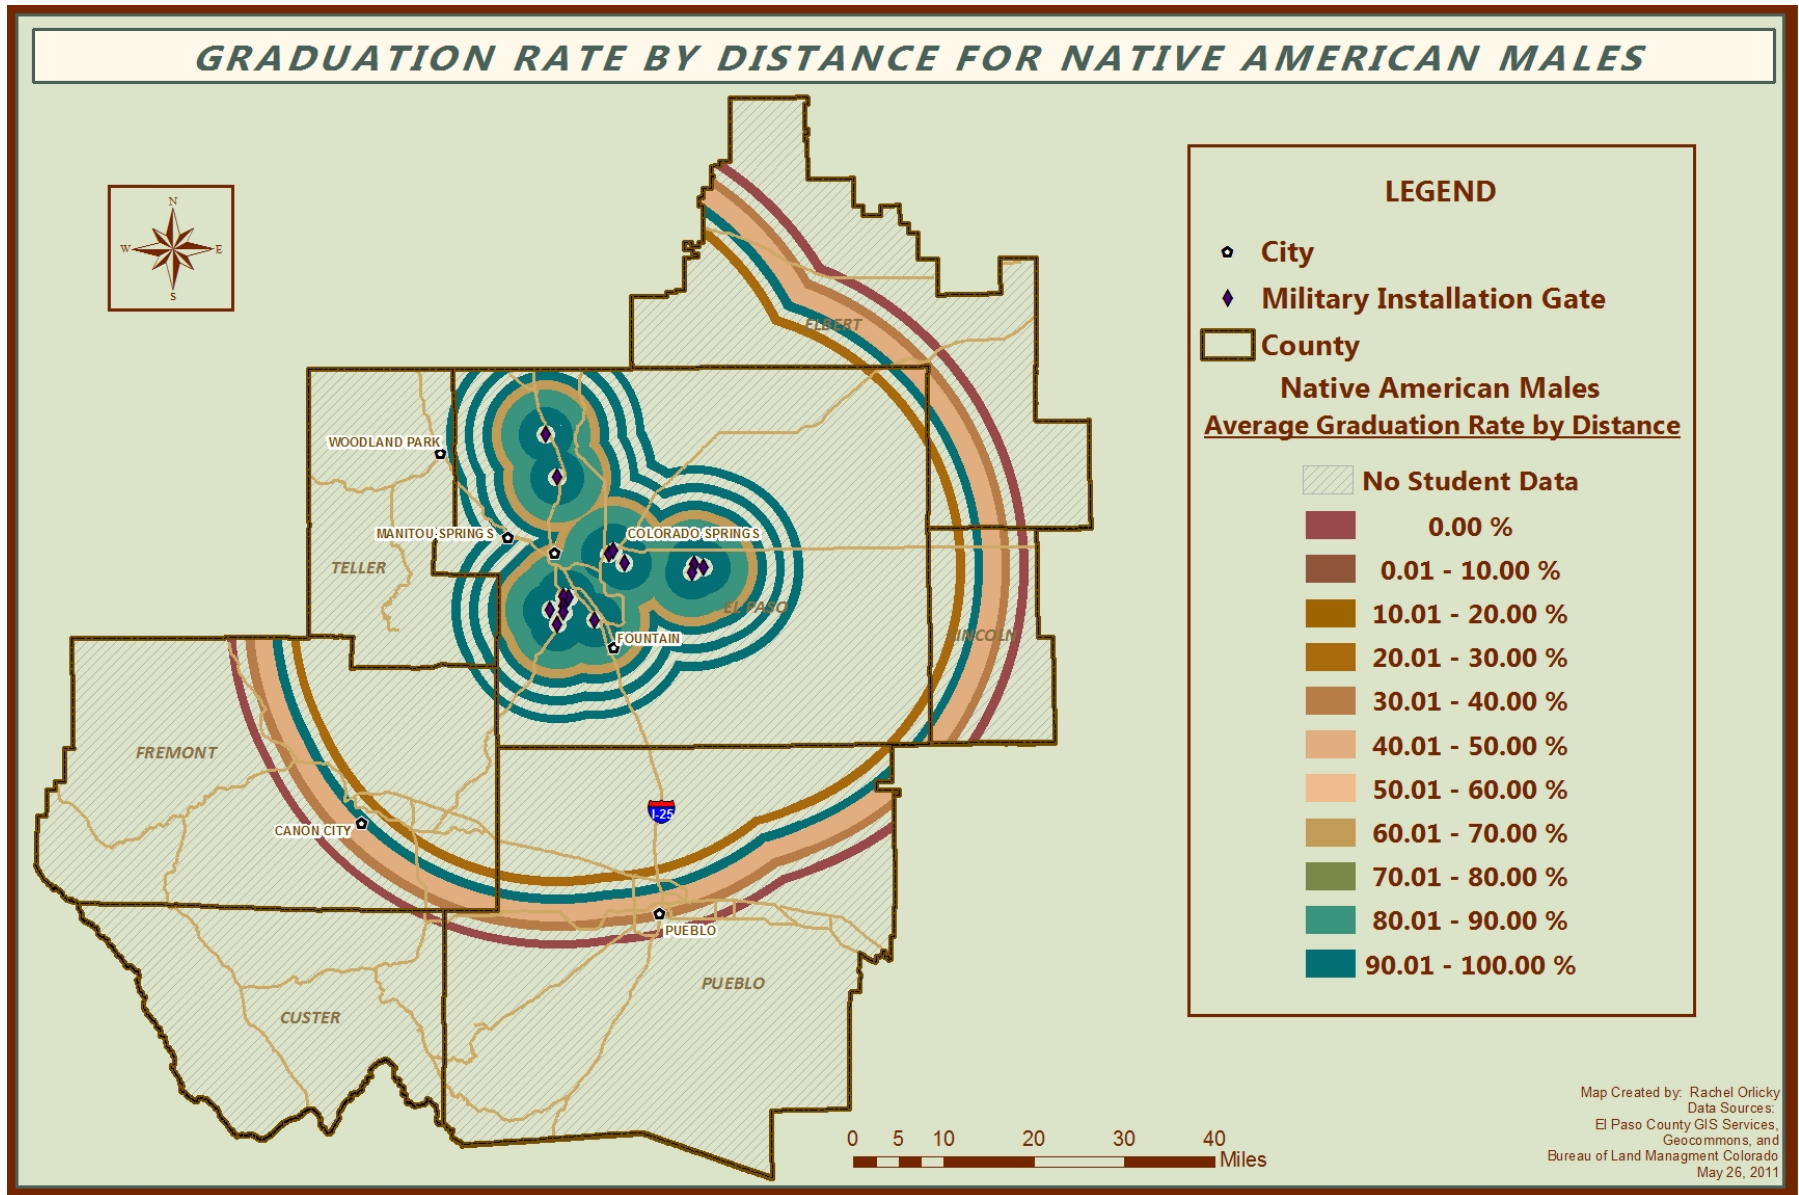 GRADUATION RATE BY DISTANCE FOR NATIVE AMERICAN MALES
N
W
E
S
LEGEND
City
Military Installation Gate
County
Native American Males
Average Graduation Rate by Distance
No Student Data
0.00 %
0.01 - 10.00 %
10.01 - 20.00 %
20.01 - 30.00 %
30.01 - 40.00 %
40.01 - 50.00 %
50.01 - 60.00 %
60.01 - 70.00 %
70.01 - 80.00 %
80.01 - 90.00 %
90.01 - 100.00 %
ELBERT
WOODLAND PARK
MANITOU SPRINGS
COLORADO SPRINGS
TELLER
EL PASO
FOUNTAIN
LINCOLN
FREMONT
I-25
CANON CITY
PUEBLO
PUEBLO
CUSTER
0 5 10 20 30 40
Miles
Map Created by: Rachel Orlicky
Data Sources:
El Paso County GIS Services,
Geocommons, and
Bureau of Land Managment Colorado
May 26, 2011